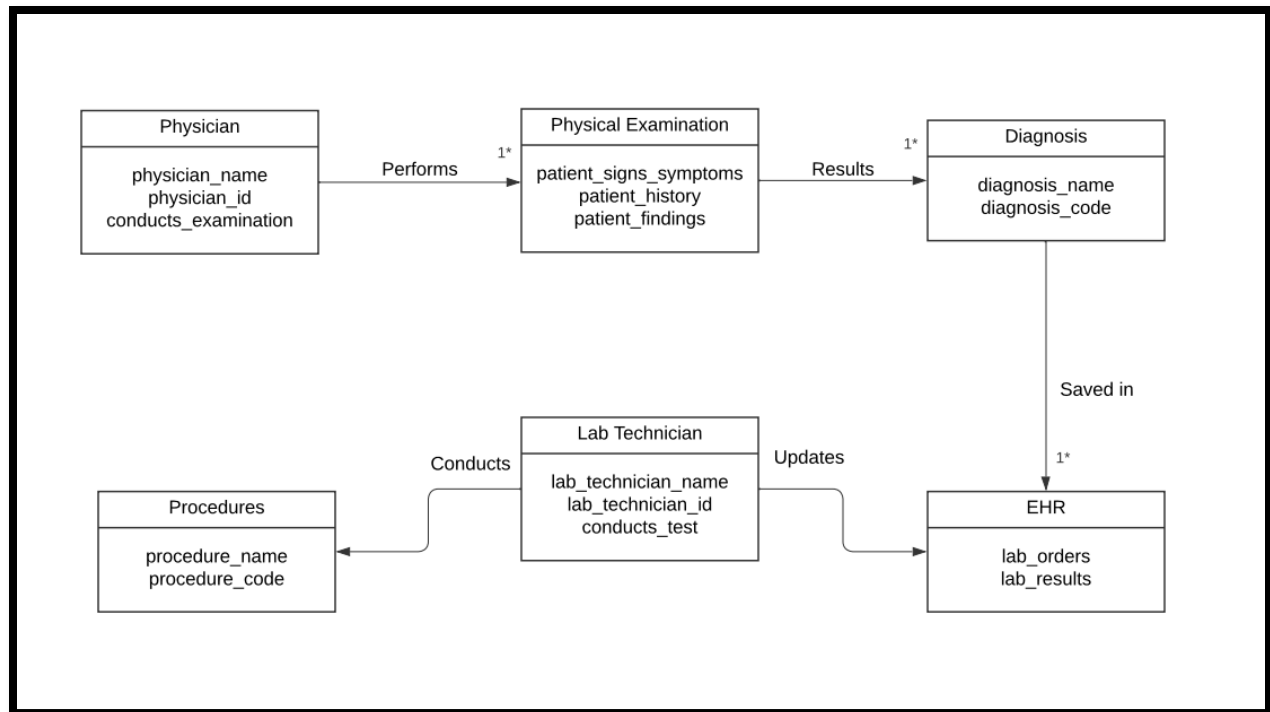 Physician
physician_name
physician_id
conducts_examination
Performs
1*
Physical Examination
patient_signs_symptoms
patient_history
patient_findings
Results
1*
Diagnosis
diagnosis_name
diagnosis_code
Saved in
1*
Procedures
procedure_name
procedure_code
Conducts
Lab Technician
lab_technician_name
lab_technician_id
conducts_test
Updates
EHR
lab_orders
lab_results